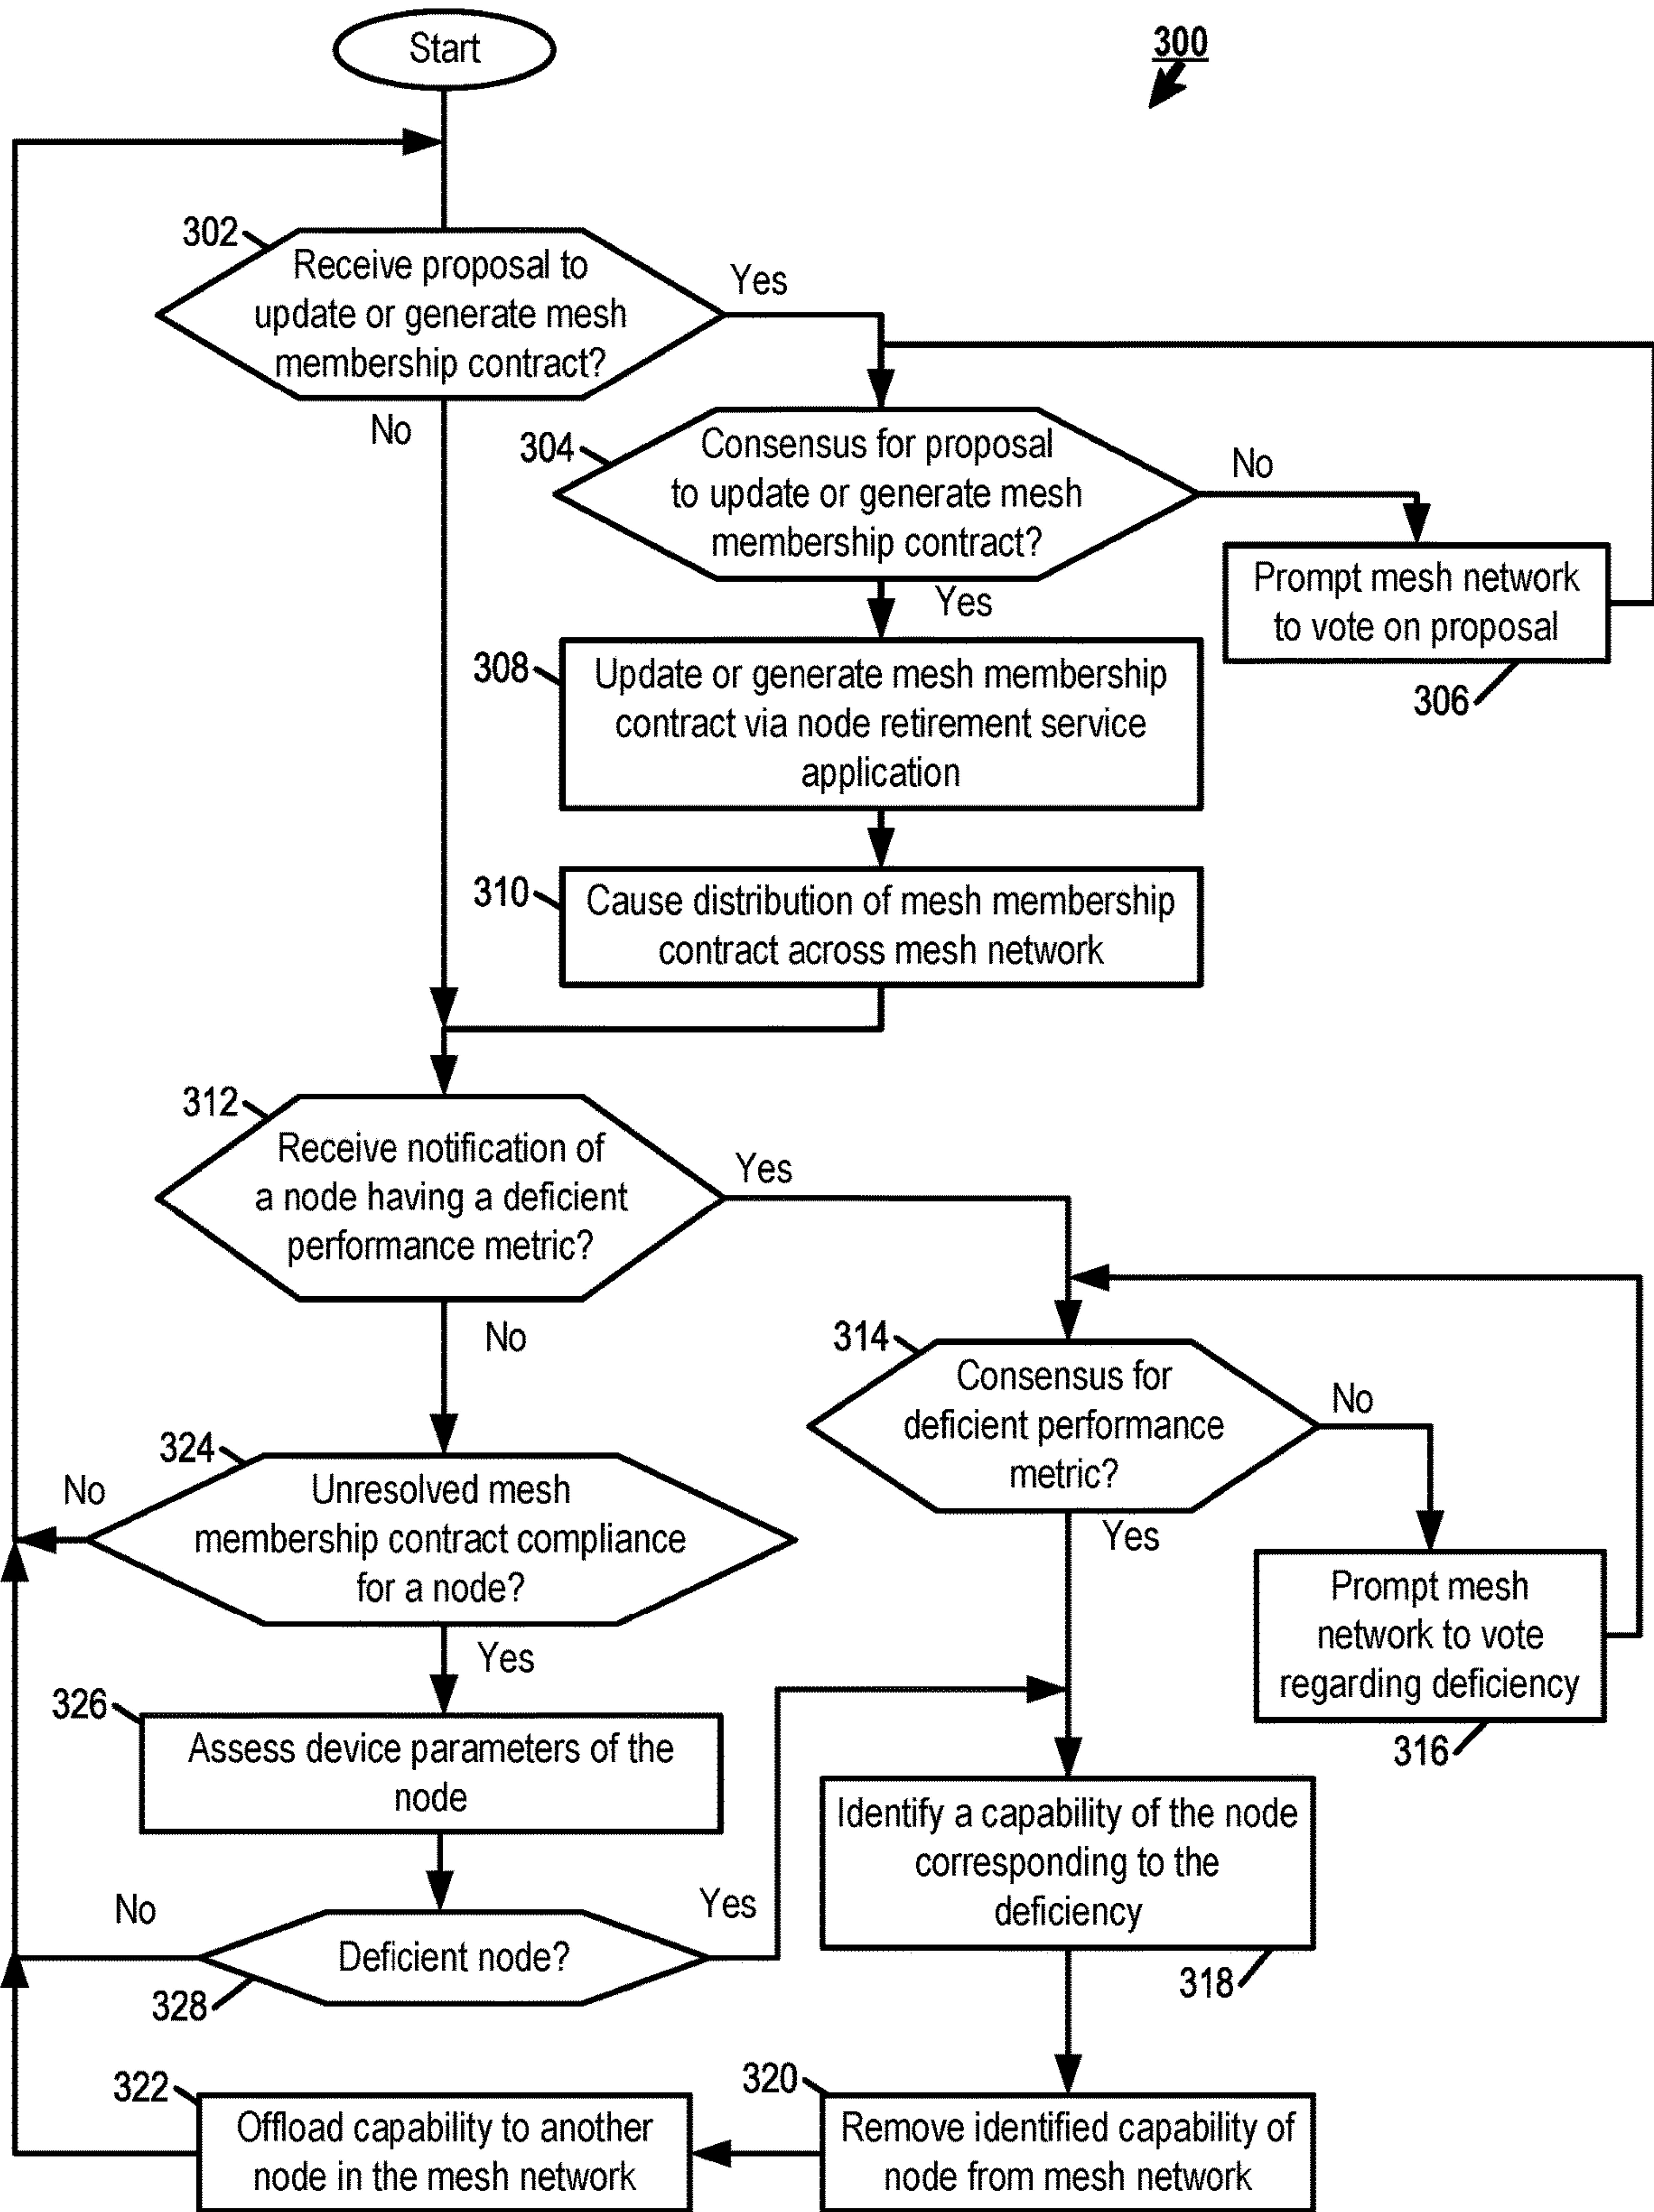 Start
300
302
Receive proposal to
update or generate mesh
membership contract?
Yes
No
304
Consensus for proposal
to update or generate mesh
membership contract?
No
Yes
Prompt mesh network
to vote on proposal
306
308
Update or generate mesh membership
contract via node retirement service
application
310
Cause distribution of mesh membership
contract across mesh network
312
Receive notification of
a node having a deficient
performance metric?
Yes
No
314
Consensus for
deficient performance
metric?
No
Yes
Prompt mesh
network to vote
regarding deficiency
316
324
Unresolved mesh
membership contract compliance
for a node?
No
Yes
326
Assess device parameters of the
node
Deficient node?
No
Yes
328
Identify a capability of the node
corresponding to the
deficiency
318
320
Remove identified capability of
node from mesh network
322
Offload capability to another
node in the mesh network